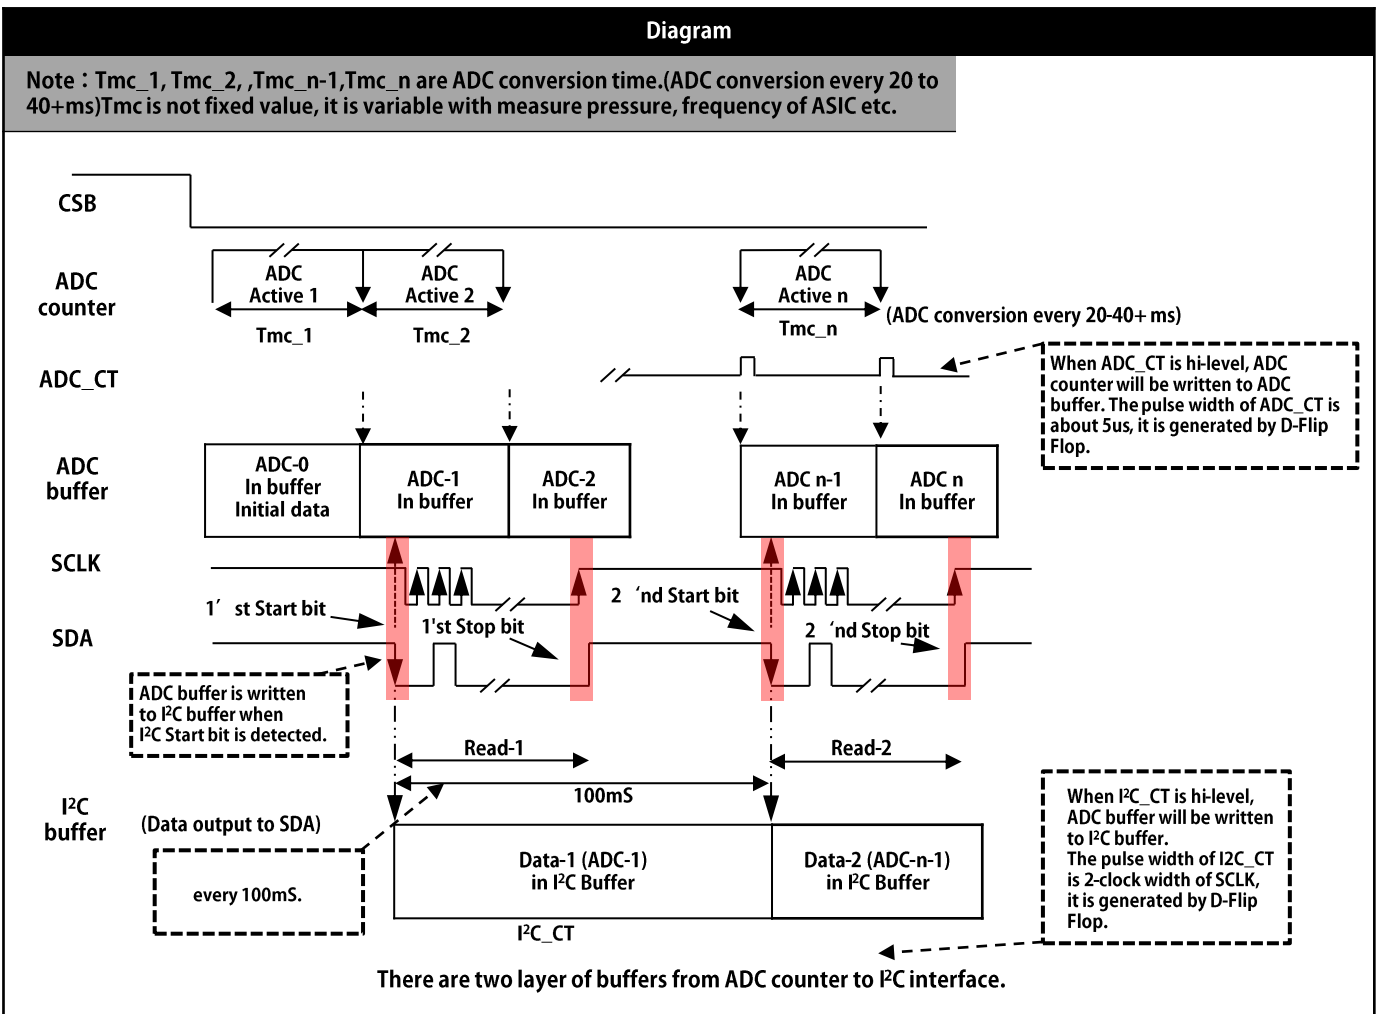 Diagram
Note：Tmc_1, Tmc_2, ,Tmc_n-1,Tmc_n are ADC conversion time.(ADC conversion every 20 to
40+ms)Tmc is not fixed value, it is variable with measure pressure, frequency of ASIC etc.
CSB
ADC
counter
ADC
Active 1
ADC
Active 2
ADC
Active n
Tmc_1
Tmc_2
Tmc_n
(ADC conversion every 20-40+ ms)
ADC_CT
When ADC_CT is hi-level, ADC
counter will be written to ADC
buffer. The pulse width of ADC_CT is
about 5us, it is generated by D-Flip
Flop.
ADC
buffer
ADC-0
In buffer
Initial data
ADC-1
In buffer
ADC-2
In buffer
ADC n-1
In buffer
ADC n
In buffer
SCLK
1’ st Start bit
2 ‘nd Start bit
SDA
1'st Stop bit
2 ‘nd Stop bit
ADC buffer is written
to I²C buffer when
I²C Start bit is detected.
Read-1
Read-2
100mS
I²C
buffer
(Data output to SDA)
every 100mS.
Data-1 (ADC-1)
in I²C Buffer
Data-2 (ADC-n-1)
in I²C Buffer
When I²C_CT is hi-level,
ADC buffer will be written
to I²C buffer.
The pulse width of I2C_CT
is 2-clock width of SCLK,
it is generated by D-Flip
Flop.
I²C_CT
There are two layer of buffers from ADC counter to I²C interface.